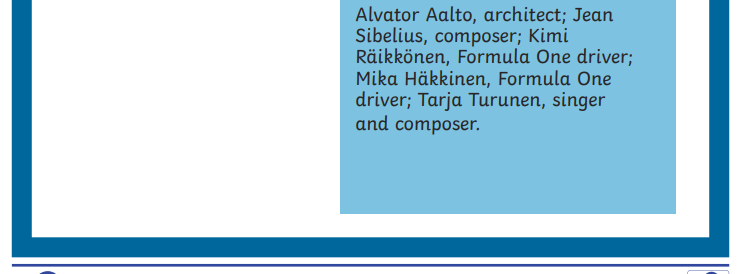 Alvator Aalto, architect; Jean
Sibelius, composer; Kimi
Räikkönen, Formula One driver;
Mika Häkkinen, Formula One
driver; Tarja Turunen, singer
and composer.